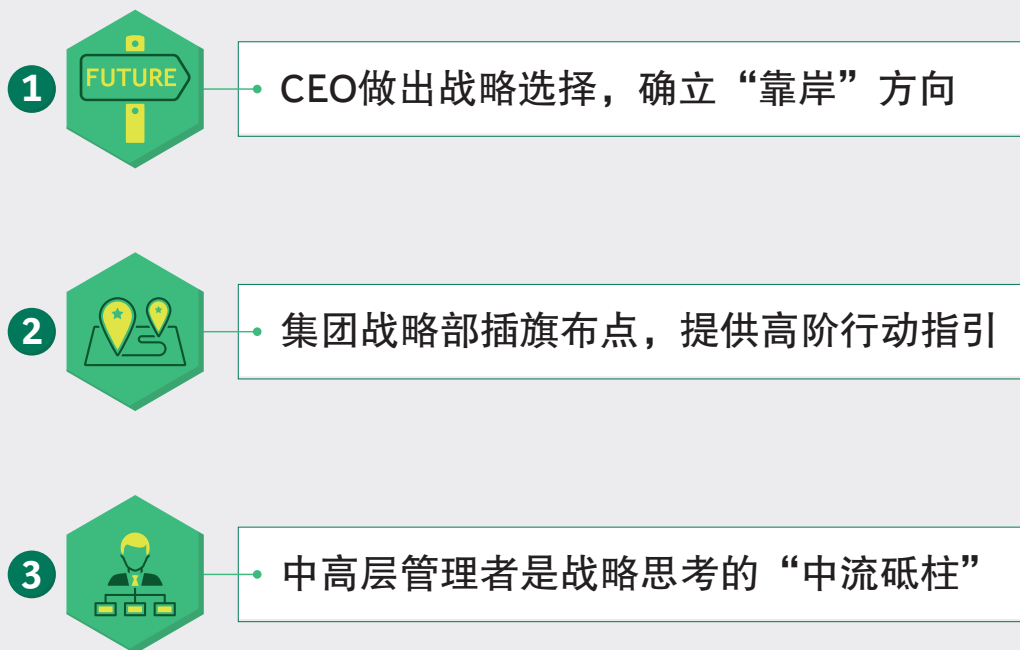 FUTURE
1
CEO做出战略选择，确立“靠岸”方向
2
集团战略部插旗布点，提供高阶行动指引
3
中高层管理者是战略思考的“中流砥柱”